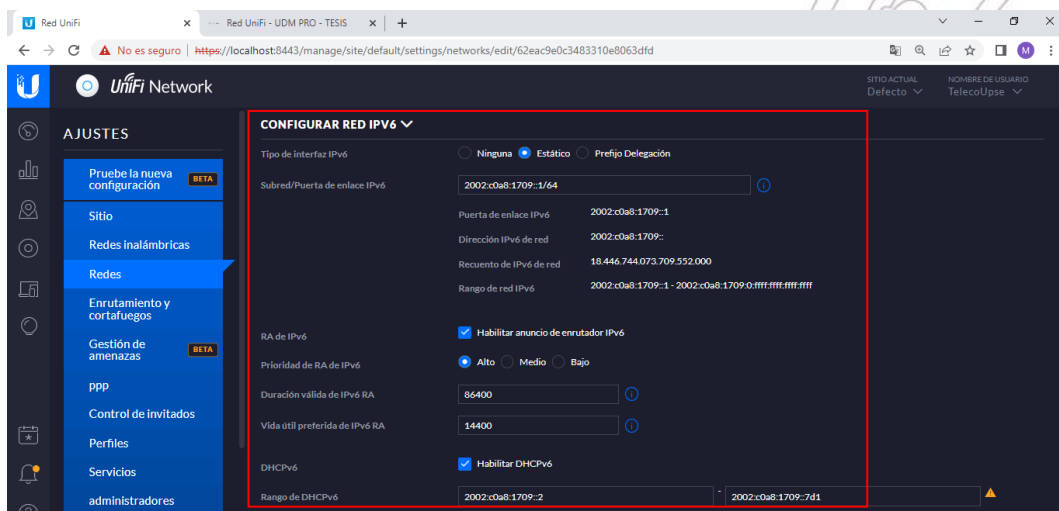 Red UniFi
Red UniFi - UDM PRO - TESIS
No es seguro | https://localhost:8443/manage/site/default/settings/networks/edit/62eac9e0c3483310e8063dfd
M
UniFi Network
SITIO ACTUAL
Defecto
NOMBRE DE USUARIO
TelecoUpse
AJUSTES
Pruebe la nueva
configuración
BETA
Sitio
Redes inalámbricas
Redes
Enrutamiento y
cortafuegos
Gestión de
amenazas
BETA
ppp
Control de invitados
Perfiles
Servicios
administradores
CONFIGURAR RED IPV6
Tipo de interfaz IPv6 Ninguna Estático Prefijo Delegación
Subred/Puerta de enlace IPv6 2002:c0a8:1709::1/64
Puerta de enlace IPv6 2002:c0a8:1709::1
Dirección IPv6 de red 2002:c0a8:1709::
Recuento de IPv6 de red 18.446.744.073.709.552.000
Rango de red IPv6 2002:c0a8:1709::1 - 2002:c0a8:1709:0:ffff:ffff:ffff:ffff
RA de IPv6 Habilitar anuncio de enrutador IPv6
Prioridad de RA de IPv6 Alto Medio Bajo
Duración válida de IPv6 RA 86400
Vida útil preferida de IPv6 RA 14400
DHCPv6 Habilitar DHCPv6
Rango de DHCPv6 2002:c0a8:1709::2 - 2002:c0a8:1709::7d1